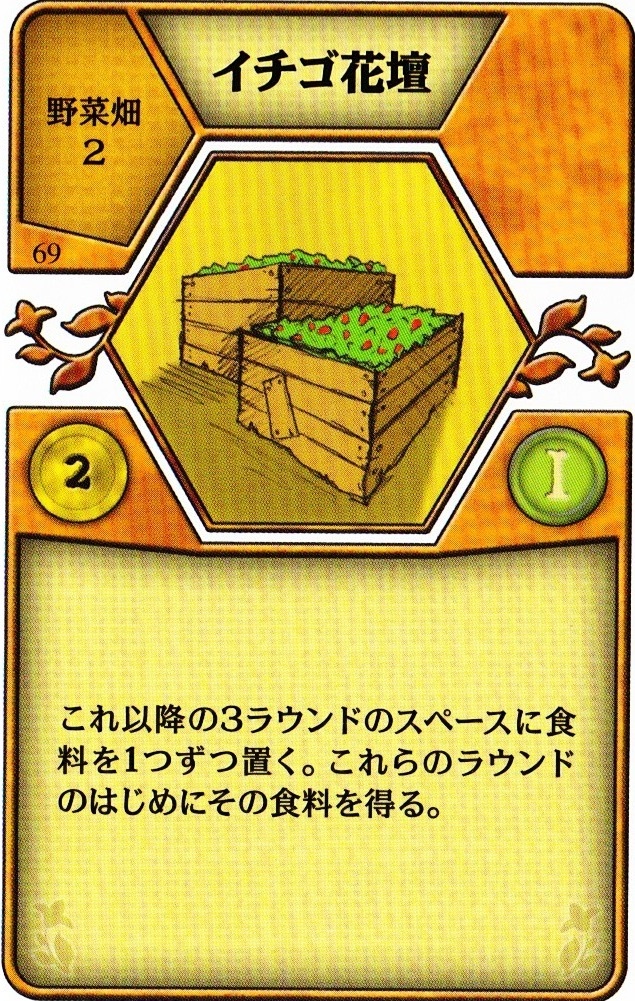 イチゴ花壇
野菜畑
2
69
2
I
これ以降の3ラウンドのスペースに食
料を1つずつ置く。これらのラウンド
のはじめにその食料を得る。